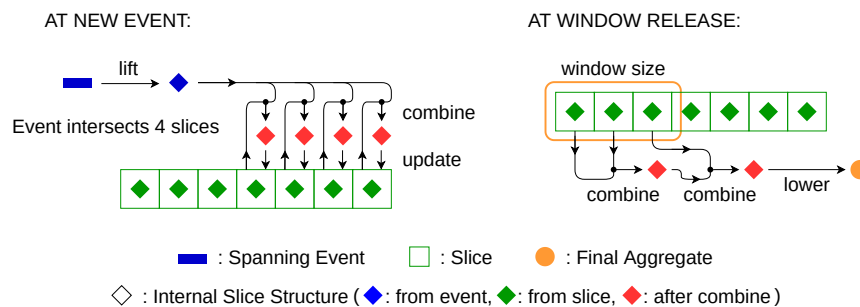 AT NEW EVENT:
AT WINDOW RELEASE:
lift
window size
Event intersects 4 slices
combine
update
combine
combine
lower
: Spanning Event
: Slice
: Final Aggregate
: Internal Slice Structure ( : from event, : from slice, : after combine )